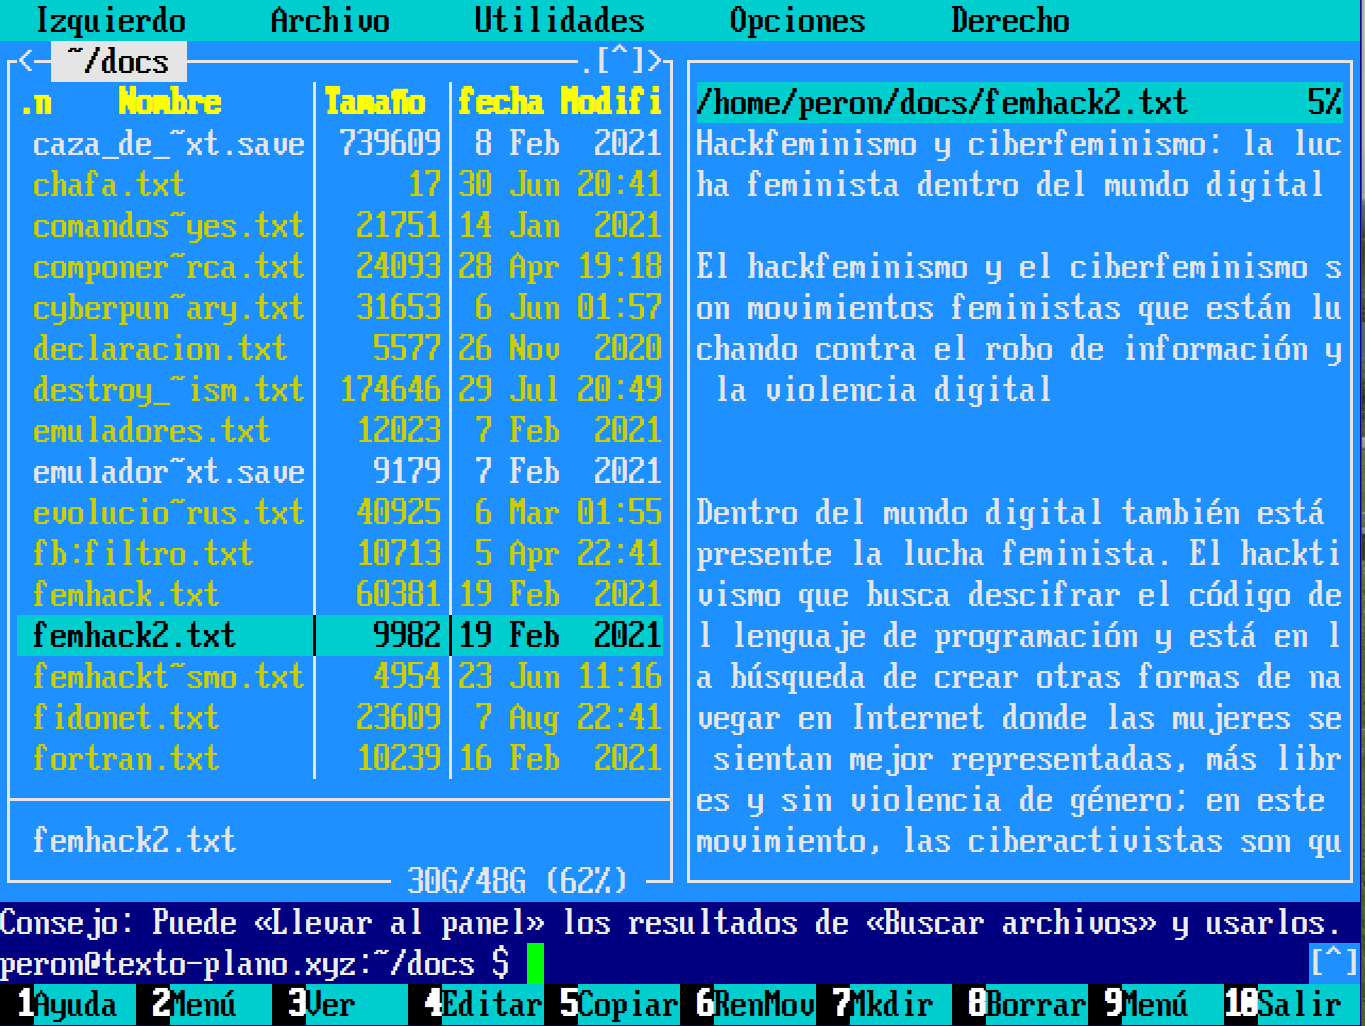 Izquierdo Archivo Utilidades Opciones Derecho
<- ~/docs .[^]>
.n Nombre Tamaño fecha Modifi
caza_de_~xt.save 739609 8 Feb 2021
chafa.txt 17 30 Jun 20:41
comandos~yes.txt 21751 14 Jan 2021
componer~rca.txt 24093 28 Apr 19:18
cyberpun~ary.txt 31653 6 Jun 01:57
declaracion.txt 5577 26 Nov 2020
destroy_~ism.txt 174646 29 Jul 20:49
emuladores.txt 12023 7 Feb 2021
emulador~xt.save 9179 7 Feb 2021
evolucio~rus.txt 40925 6 Mar 01:55
fb:filtro.txt 10713 5 Apr 22:41
femhack.txt 60381 19 Feb 2021
femhack2.txt 9982 19 Feb 2021
femhackt~smo.txt 4954 23 Jun 11:16
fidonet.txt 23609 7 Aug 22:41
fortran.txt 10239 16 Feb 2021
femhack2.txt
30G/48G (62%)
/home/peron/docs/femhack2.txt 5%
Hackfeminismo y ciberfeminismo: la luc
ha feminista dentro del mundo digital
El hackfeminismo y el ciberfeminismo s
on movimientos feministas que están lu
chando contra el robo de información y
la violencia digital
Dentro del mundo digital también está
presente la lucha feminista. El hackti
vismo que busca descifrar el código de
l lenguaje de programación y está en l
a búsqueda de crear otras formas de na
vegar en Internet donde las mujeres se
sientan mejor representadas, más libr
es y sin violencia de género; en este
movimiento, las ciberactivistas son qu
Consejo: Puede «Llevar al panel» los resultados de «Buscar archivos» y usarlos.
peron@texto-plano.xyz:~/docs $ [^]
1Ayuda 2Menú 3Ver 4Editar 5Copiar 6RenMov 7Mkdir 8Borrar 9Menú 10Salir